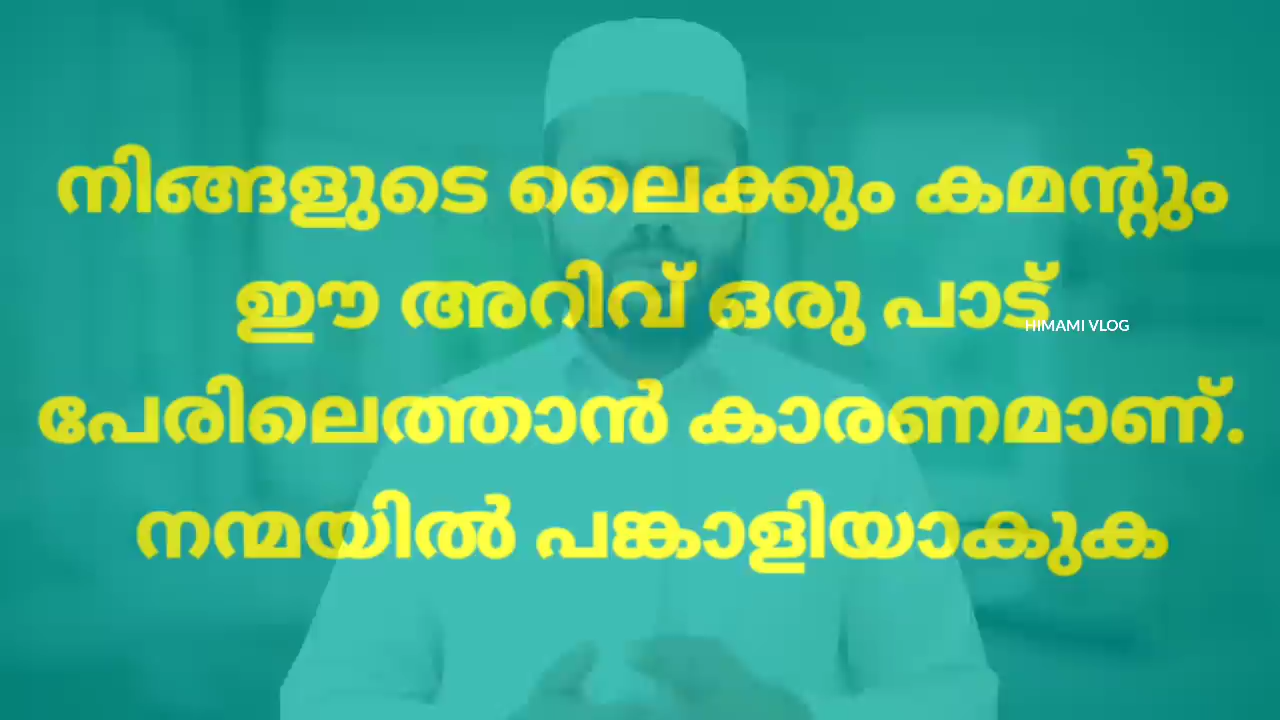 നിങ്ങളുടെ ലൈക്കും കമന്റും
ഈ അറിവ് ഒരു പാട്
HIMAMI VLOG
പേരിലെത്താൻ കാരണമാണ്.
നന്മയിൽ പങ്കാളിയാകുക